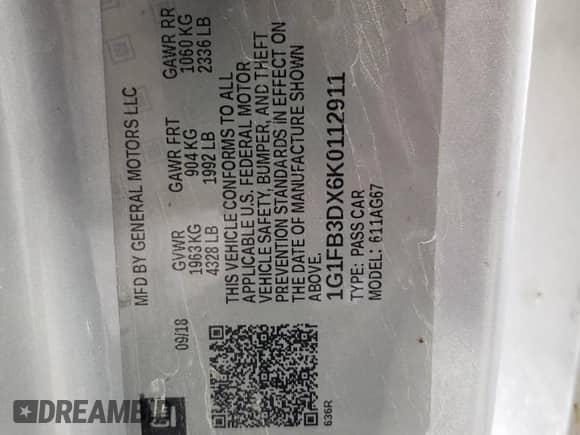 MFD BY GENERAL MOTORS LLC
09/18
GVWR GAWR FRT GAWR RR
1963 KG 904 KG 1060 KG
4328 LB 1992 LB 2336 LB
THIS VEHICLE CONFORMS TO ALL
APPLICABLE U.S. FEDERAL MOTOR
VEHICLE SAFETY, BUMPER, AND THEFT
PREVENTION STANDARDS IN EFFECT ON
THE DATE OF MANUFACTURE SHOWN
ABOVE.
1G1FB3DX6K0112911
TYPE: PASS CAR
MODEL: 611AG67
636R
DREAMBID